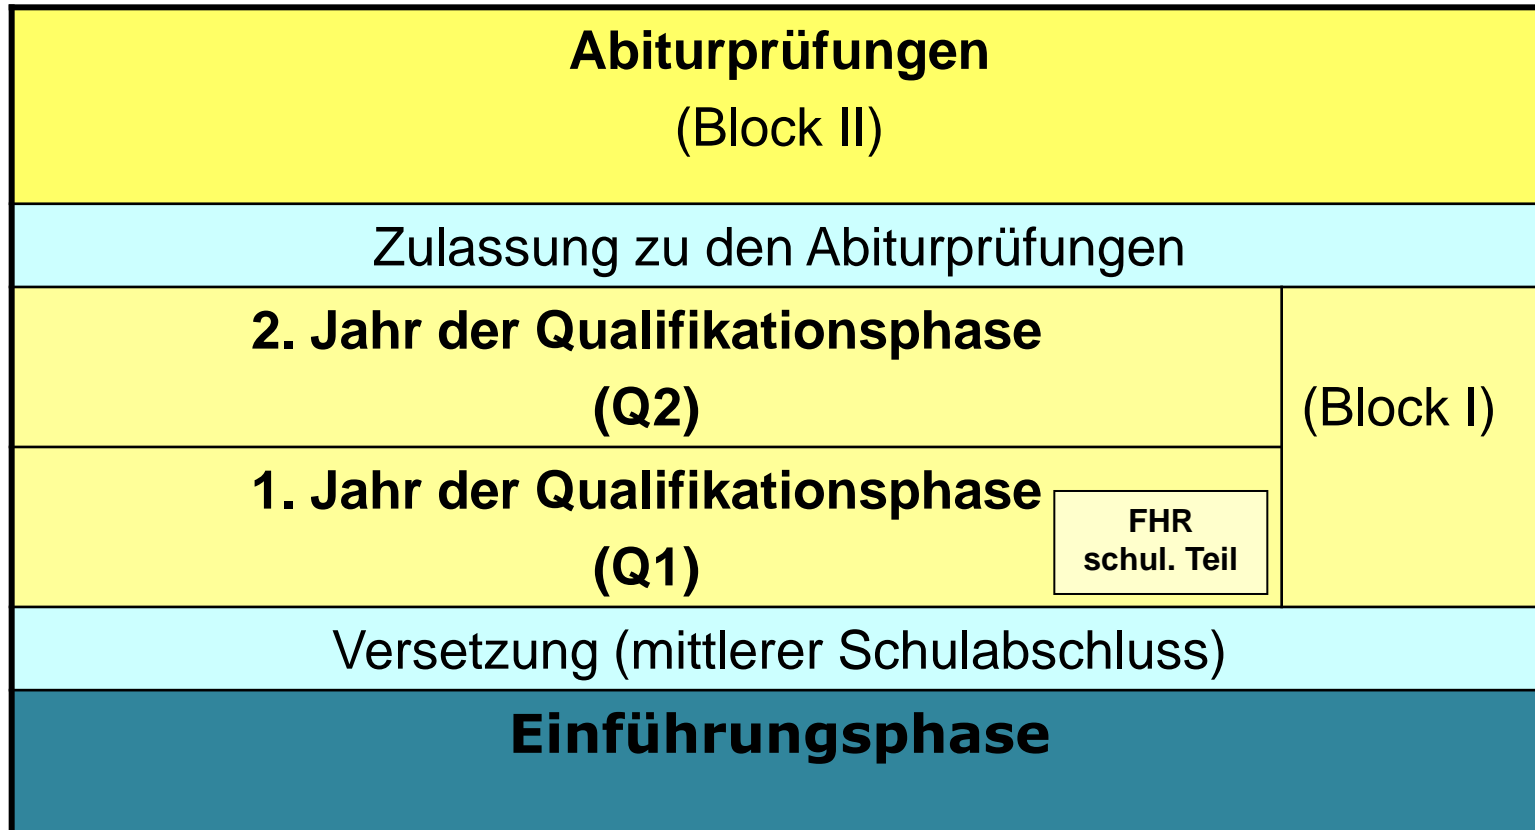 Abiturprüfungen
(Block II)
Zulassung zu den Abiturprüfungen
2. Jahr der Qualifikationsphase
(Q2)
(Block I)
1. Jahr der Qualifikationsphase
(Q1)
FHR
schul. Teil
Versetzung (mittlerer Schulabschluss)
Einführungsphase